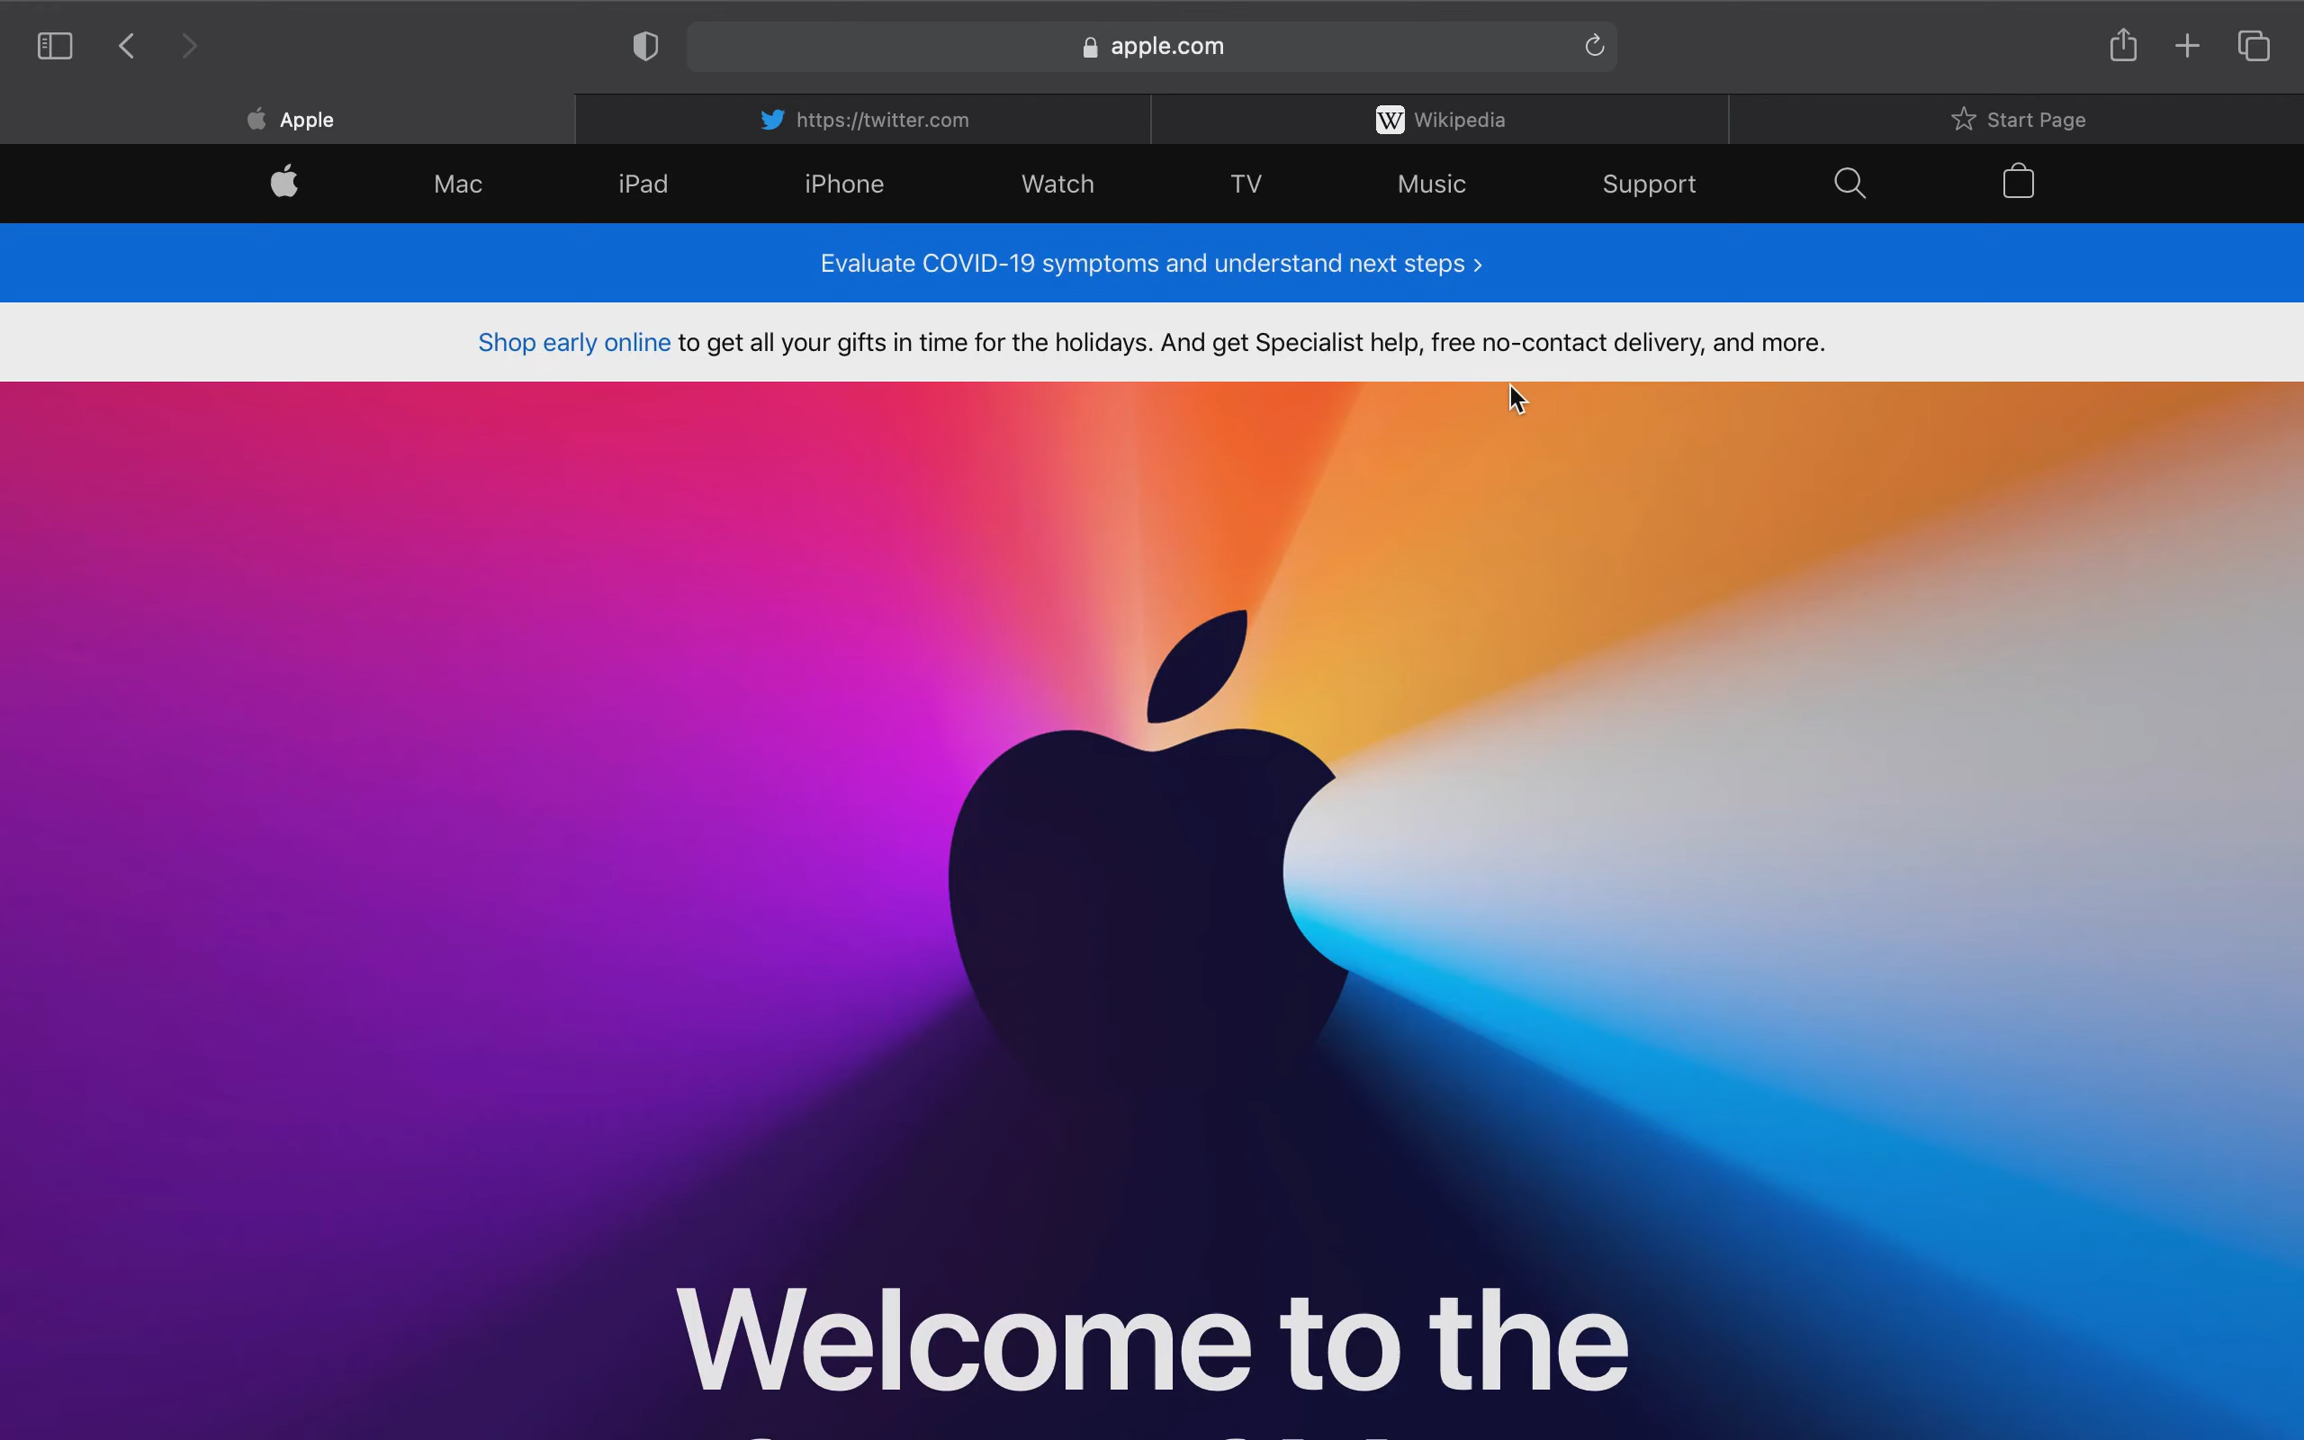 apple.com
Apple
https://twitter.com
W Wikipedia
Start Page
Mac
iPad
iPhone
Watch
TV
Music
Support
Evaluate COVID-19 symptoms and understand next steps ›
Shop early online to get all your gifts in time for the holidays. And get Specialist help, free no-contact delivery, and more.
Welcome to the